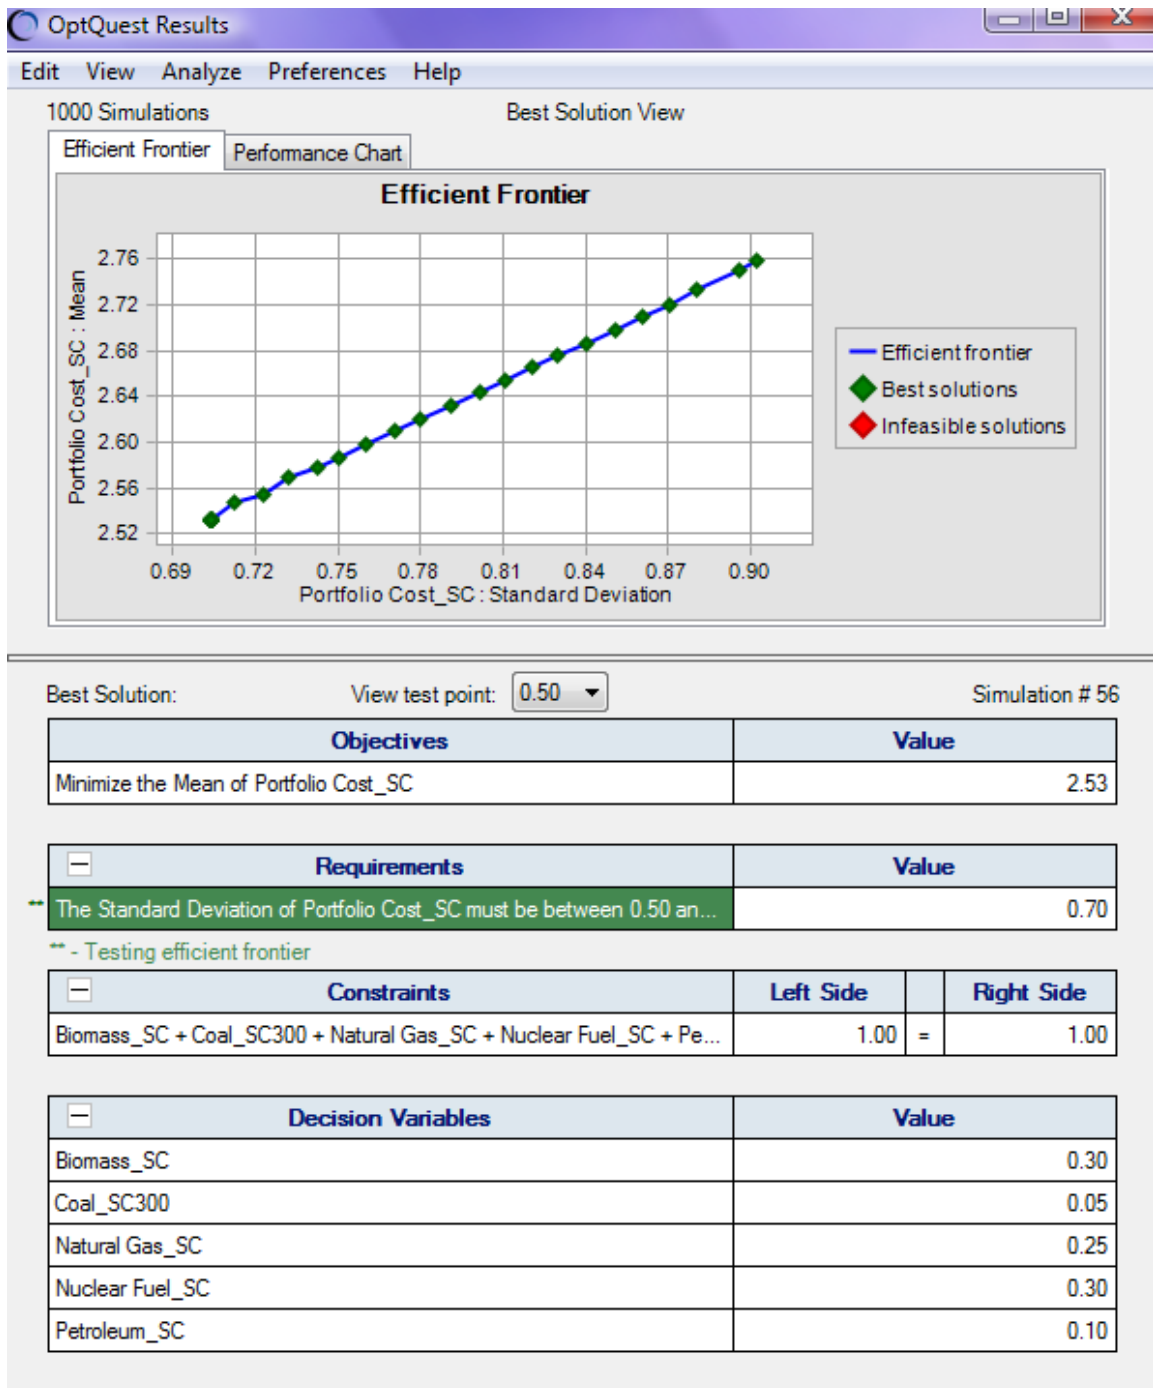 OptQuest Results
Edit View Analyze Preferences Help
1000 Simulations Best Solution View
Efficient Frontier Performance Chart
Efficient Frontier
Portfolio Cost_SC : Mean
2.76
2.72
2.68
2.64
2.60
2.56
2.52
0.69 0.72 0.75 0.78 0.81 0.84 0.87 0.90
Portfolio Cost_SC : Standard Deviation
Efficient frontier
Best solutions
Infeasible solutions
Best Solution: View test point: 0.50 Simulation # 56
Objectives Value
Minimize the Mean of Portfolio Cost_SC 2.53
Requirements Value
** The Standard Deviation of Portfolio Cost_SC must be between 0.50 an... 0.70
** - Testing efficient frontier
Constraints Left Side Right Side
Biomass_SC + Coal_SC300 + Natural Gas_SC + Nuclear Fuel_SC + Pe... 1.00 = 1.00
Decision Variables Value
Biomass_SC 0.30
Coal_SC300 0.05
Natural Gas_SC 0.25
Nuclear Fuel_SC 0.30
Petroleum_SC 0.10